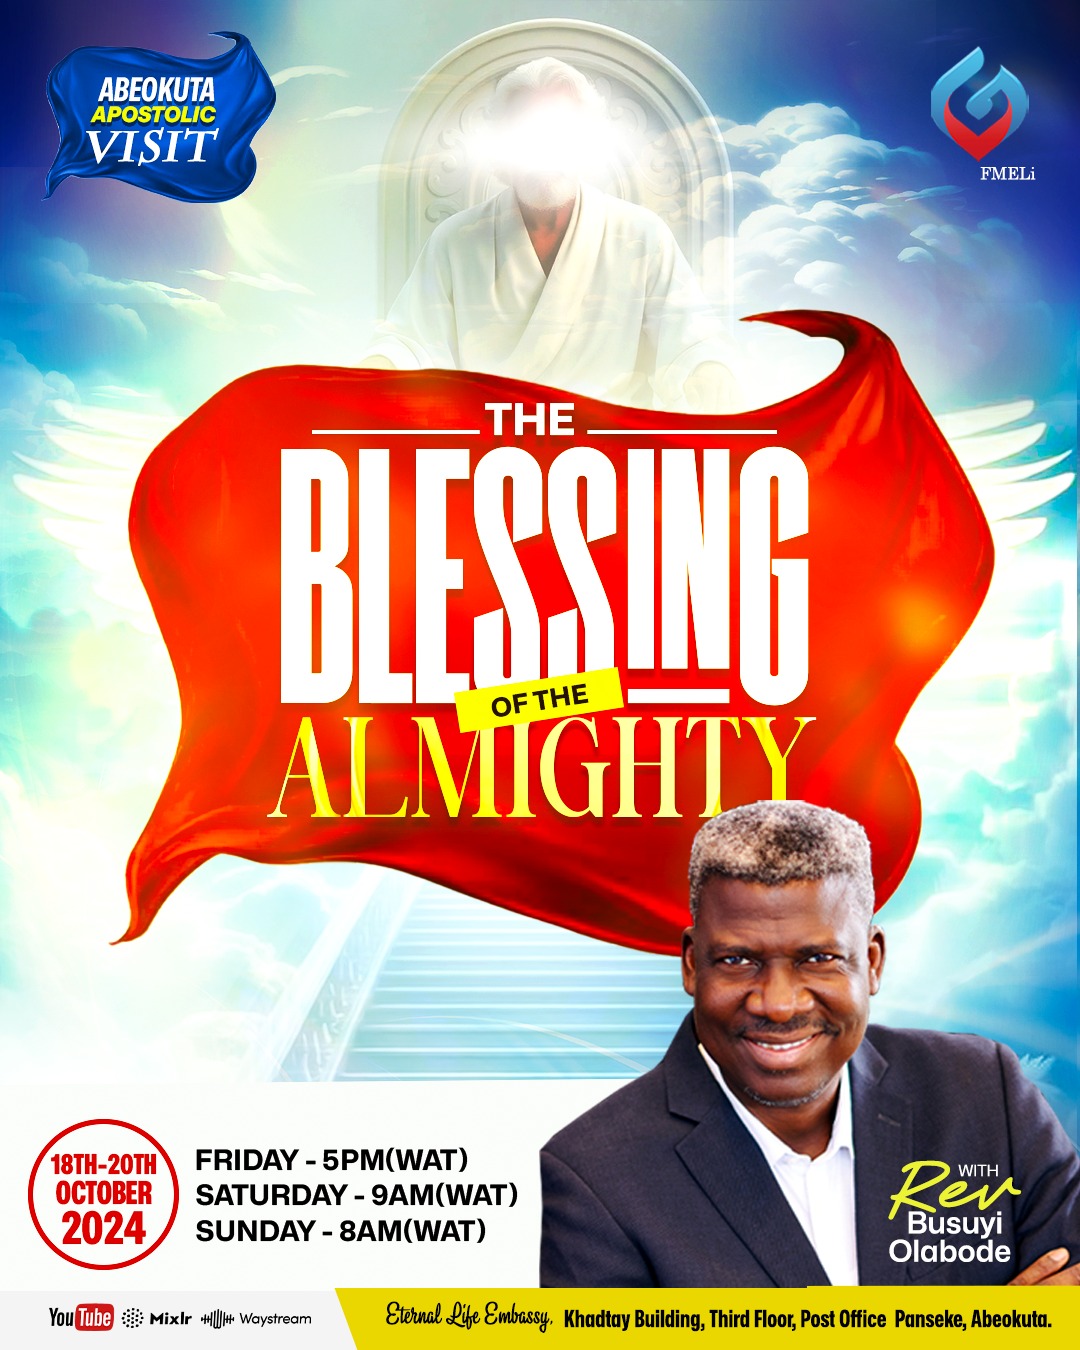 ABEOKUTA
APOSTOLIC
VISIT
FMELi
THE
BLESSING
OF THE
ALMIGHTY
18TH-20TH
OCTOBER
2024
FRIDAY - 5PM(WAT)
SATURDAY - 9AM(WAT)
SUNDAY - 8AM(WAT)
WITH
Rev
Busuyi
Olabode
YouTube Mixlr Waystream
Eternal Life Embassy, Khadtay Building, Third Floor, Post Office Panseke, Abeokuta.